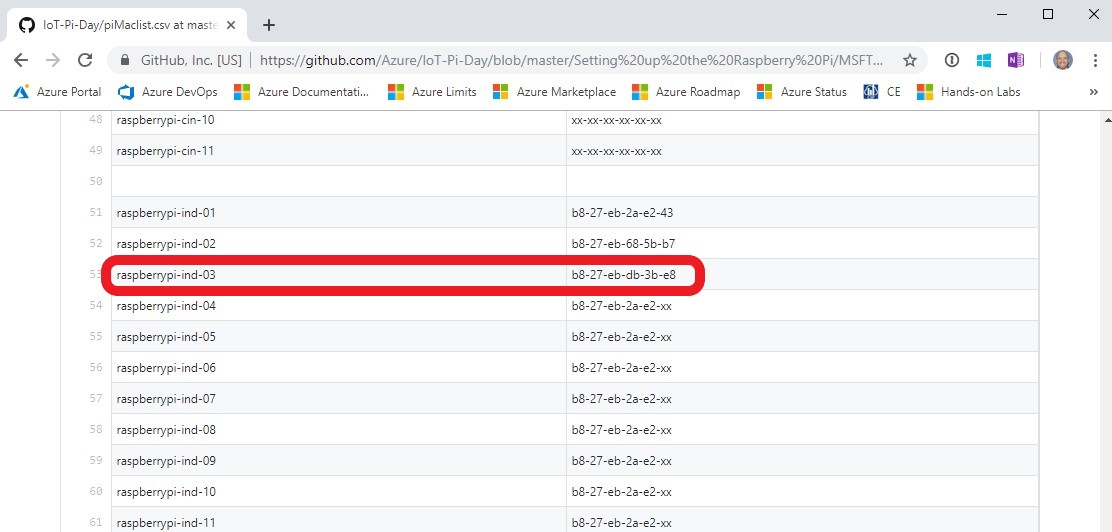 IoT-Pi-Day/piMaclist.csv at maste
GitHub, Inc. [US] | https://github.com/Azure/IoT-Pi-Day/blob/master/Setting%20up%20the%20Raspberry%20Pi/MSFT...
Azure Portal Azure DevOps Azure Documentati... Azure Limits Azure Marketplace Azure Roadmap Azure Status CE Hands-on Labs »
48 raspberrypi-cin-10 xx-xx-xx-xx-xx-xx
49 raspberrypi-cin-11 xx-xx-xx-xx-xx-xx
50
51 raspberrypi-ind-01 b8-27-eb-2a-e2-43
52 raspberrypi-ind-02 b8-27-eb-68-5b-b7
53 raspberrypi-ind-03 b8-27-eb-db-3b-e8
54 raspberrypi-ind-04 b8-27-eb-2a-e2-xx
55 raspberrypi-ind-05 b8-27-eb-2a-e2-xx
56 raspberrypi-ind-06 b8-27-eb-2a-e2-xx
57 raspberrypi-ind-07 b8-27-eb-2a-e2-xx
58 raspberrypi-ind-08 b8-27-eb-2a-e2-xx
59 raspberrypi-ind-09 b8-27-eb-2a-e2-xx
60 raspberrypi-ind-10 b8-27-eb-2a-e2-xx
61 raspberrypi-ind-11 b8-27-eb-2a-e2-xx